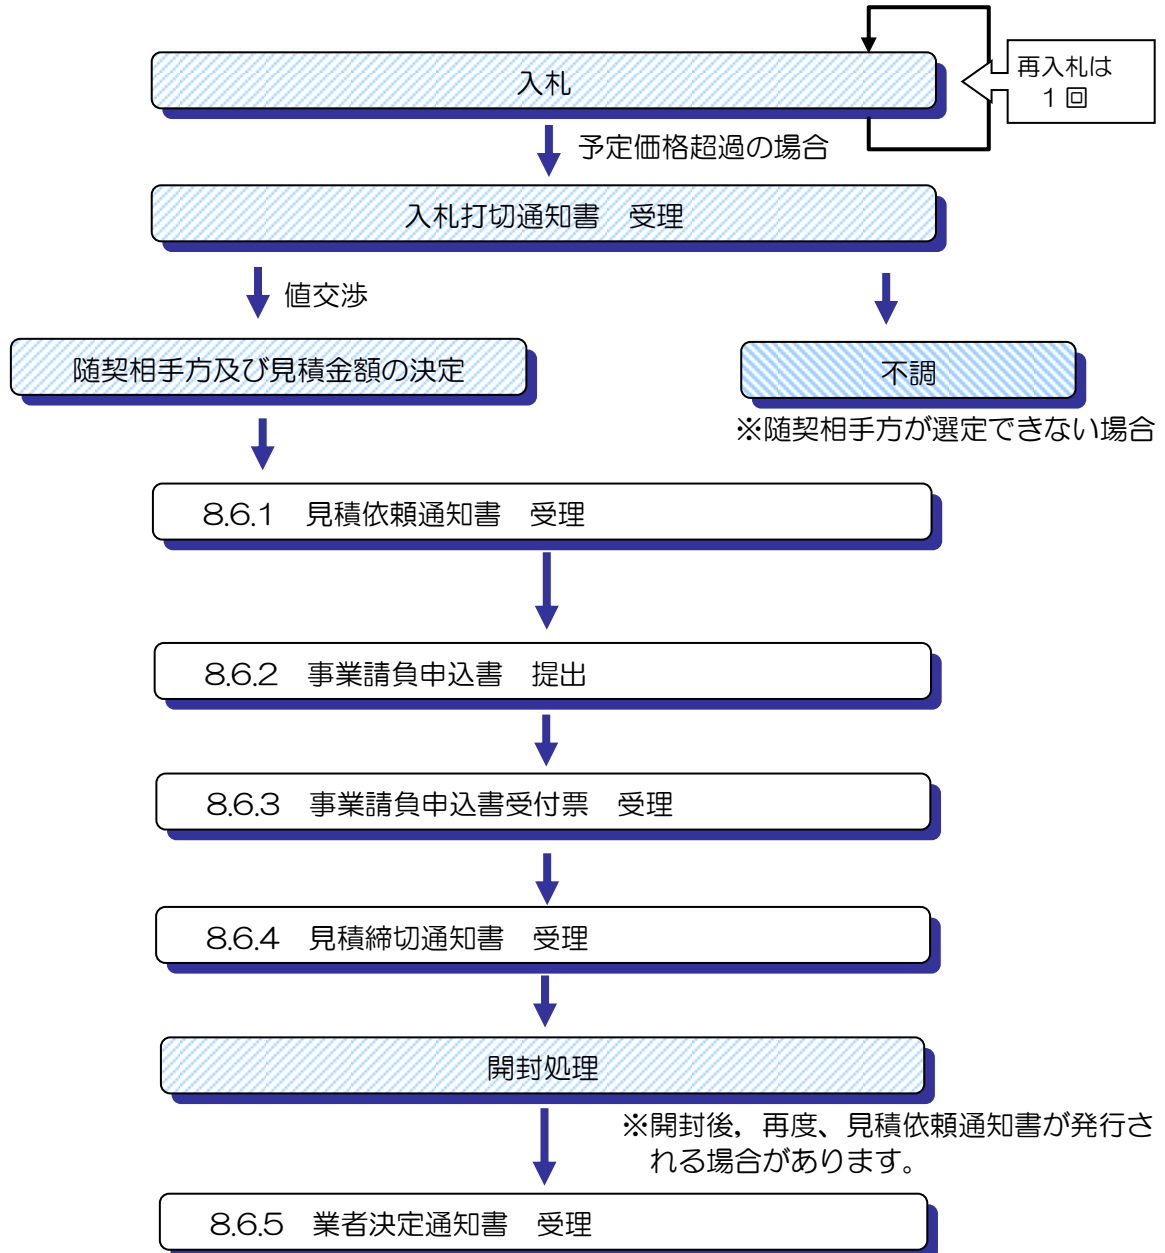 入札
再入札は
1回
予定価格超過の場合
入札打切通知書　受理
値交渉
随契相手方及び見積金額の決定
不調
※随契相手方が選定できない場合
8.6.1　見積依頼通知書　受理
8.6.2　事業請負申込書　提出
8.6.3　事業請負申込書受付票　受理
8.6.4　見積締切通知書　受理
開封処理
※開封後，再度、見積依頼通知書が発行さ
れる場合があります。
8.6.5　業者決定通知書　受理